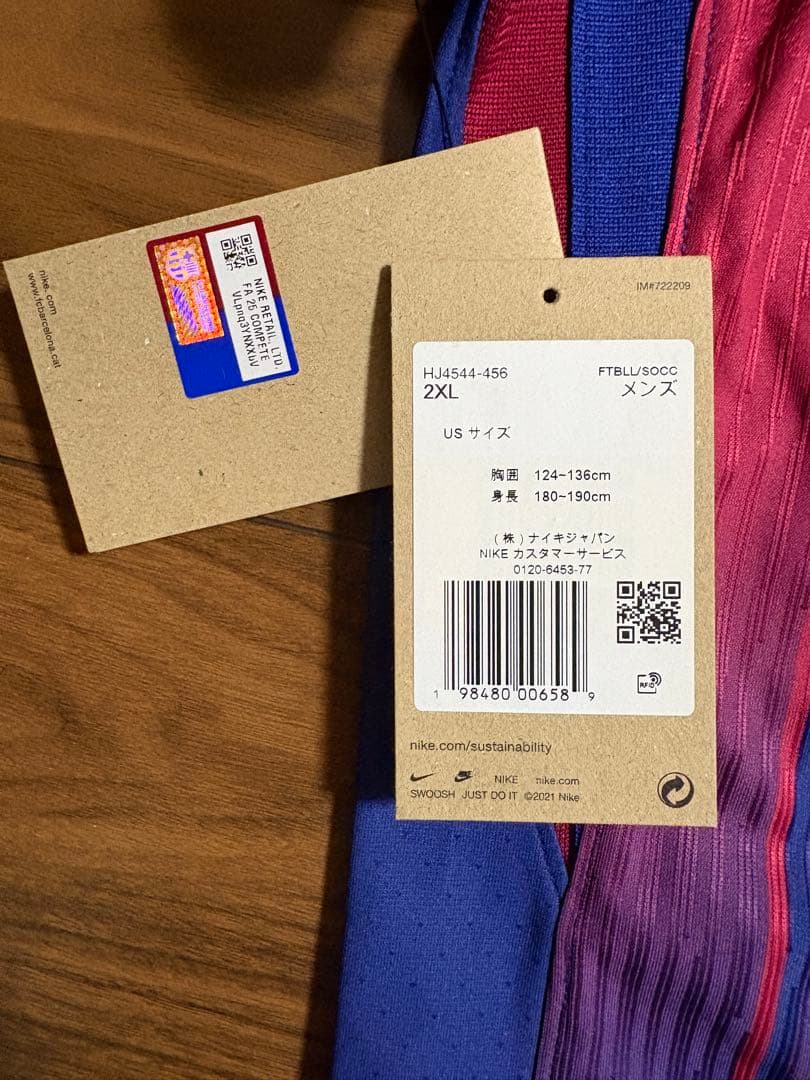 nike.com
www.fcbarcelona.cat
NIKE RETAIL, LTD.
FA 25 COMPETE
IM#722209
HJ4544-456
FTBLL/SOCC
2XL
メンズ
US サイズ
胸囲 124~136cm
身長 180~190cm
(株)ナイキジャパン
NIKE カスタマーサービス
0120-6453-77
1 98480 00658 9
RFID
nike.com/sustainability
NIKE nike.com
SWOOSH JUST DO IT ©2021 Nike